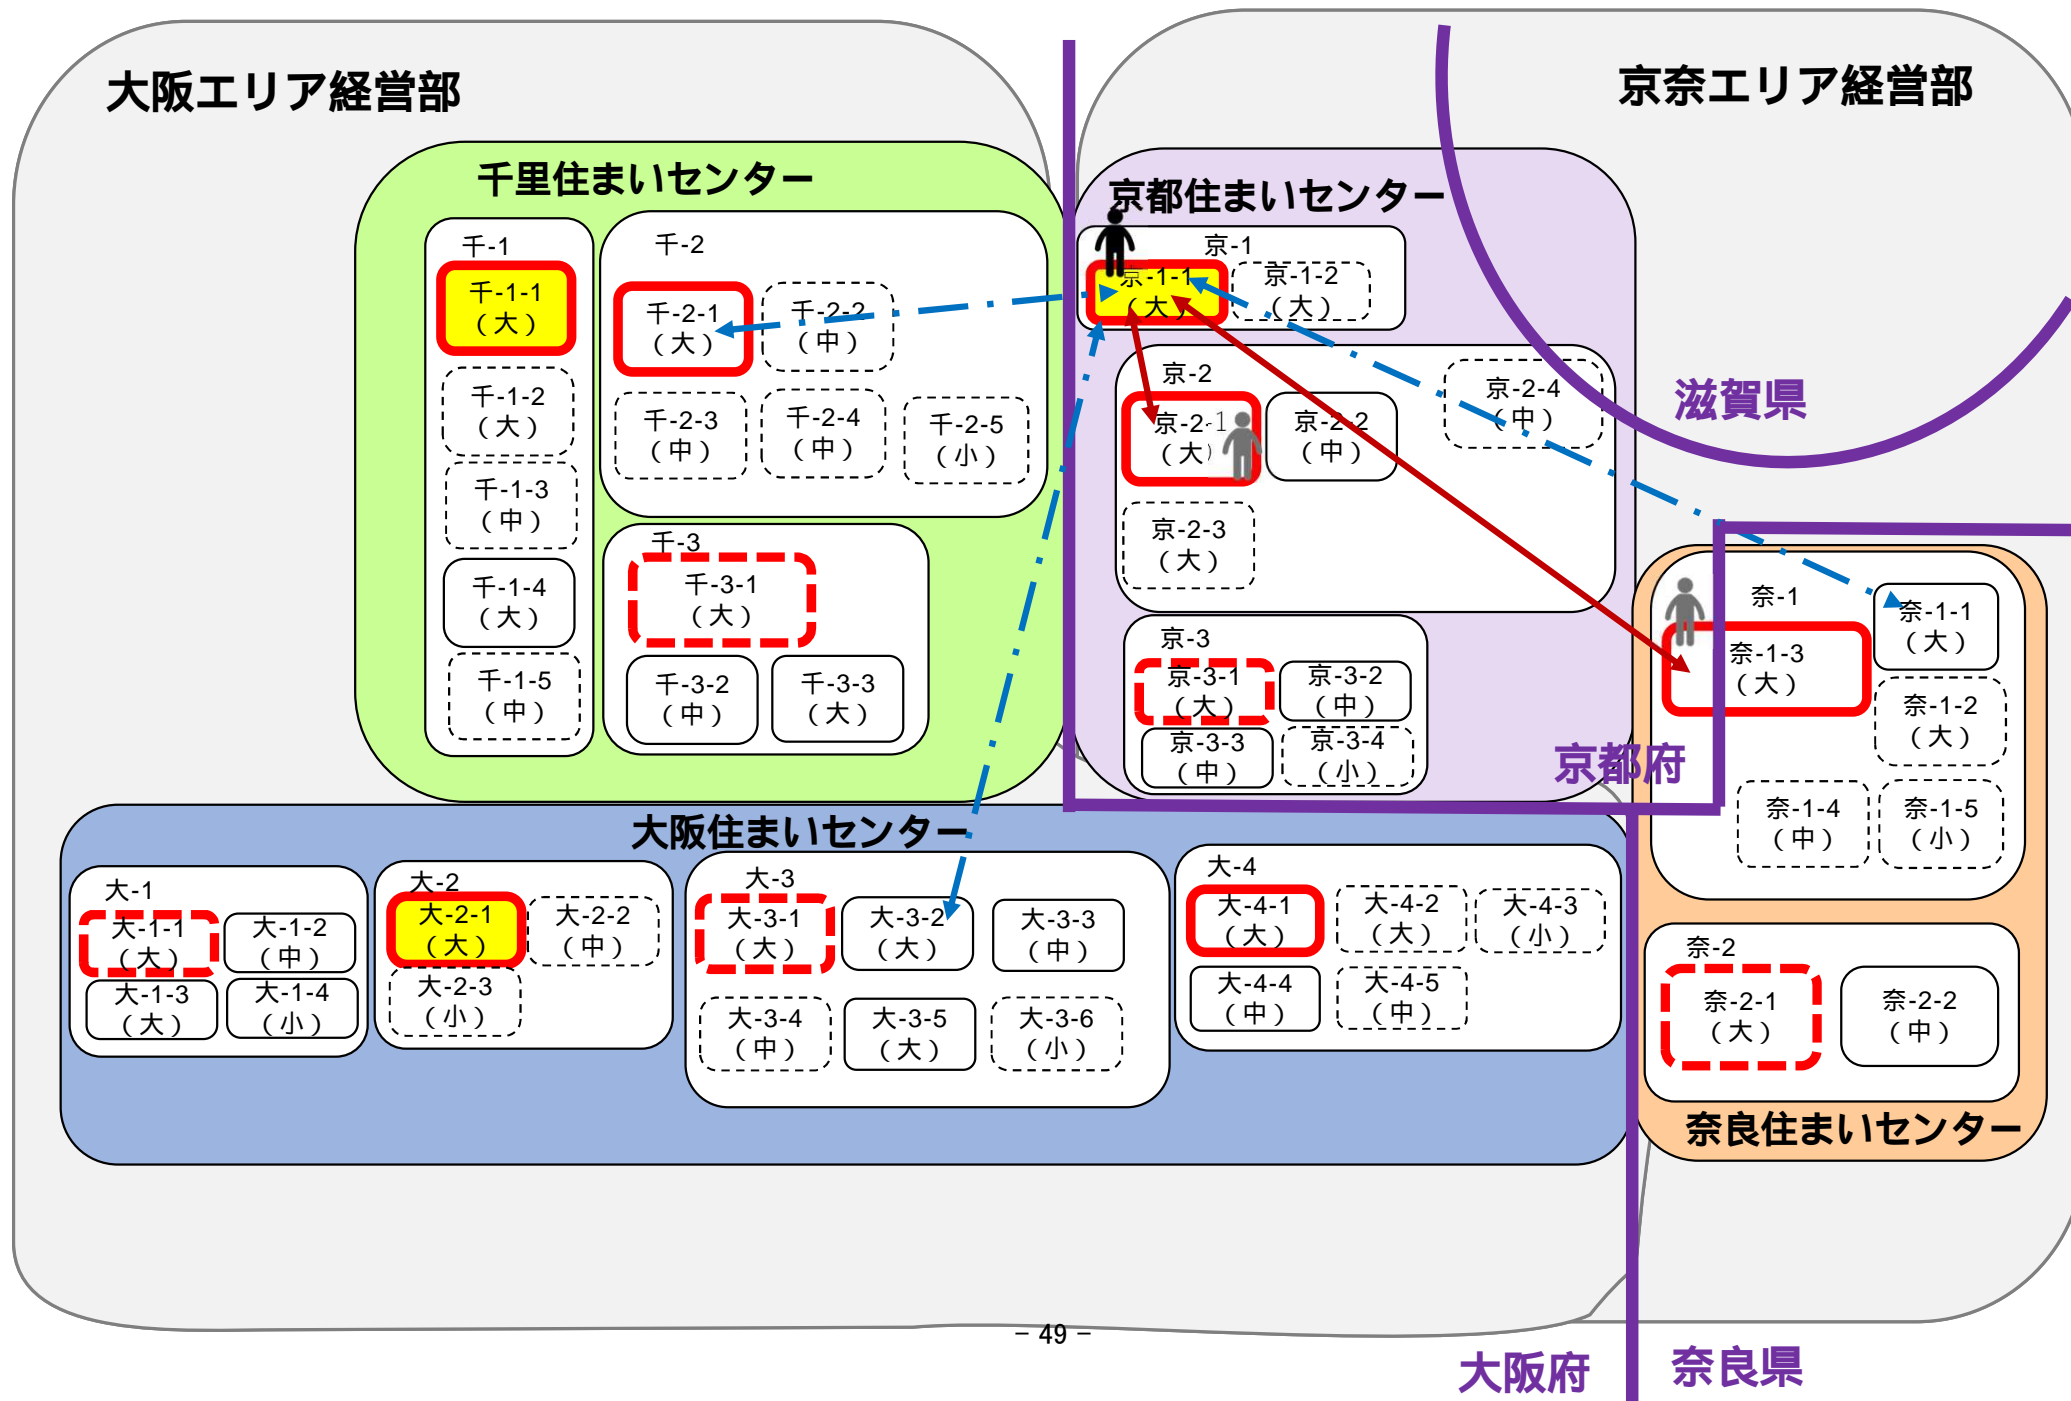 大阪エリア経営部
京奈エリア経営部
千里住まいセンター
千-1
千-1-1
（大）
千-1-2
（大）
千-1-3
（中）
千-1-4
（大）
千-1-5
（中）
千-2
千-2-1
（大）
千-2-2
（中）
千-2-3
（中）
千-2-4
（中）
千-2-5
（小）
千-3
千-3-1
（大）
千-3-2
（中）
千-3-3
（大）
京都住まいセンター
京-1
京-1-1
（大）
京-1-2
（大）
京-2
京-2-1
（大）
京-2-2
（中）
京-2-4
（中）
京-2-3
（大）
京-3
京-3-1
（大）
京-3-2
（中）
京-3-3
（中）
京-3-4
（小）
滋賀県
京都府
奈-1
奈-1-1
（大）
奈-1-3
（大）
奈-1-2
（大）
奈-1-4
（中）
奈-1-5
（小）
奈-2
奈-2-1
（大）
奈-2-2
（中）
奈良住まいセンター
大阪住まいセンター
大-1
大-1-1
（大）
大-1-2
（中）
大-1-3
（大）
大-1-4
（小）
大-2
大-2-1
（大）
大-2-2
（中）
大-2-3
（小）
大-3
大-3-1
（大）
大-3-2
（大）
大-3-3
（中）
大-3-4
（中）
大-3-5
（大）
大-3-6
（小）
大-4
大-4-1
（大）
大-4-2
（大）
大-4-3
（小）
大-4-4
（中）
大-4-5
（中）
- 49 -
大阪府
奈良県